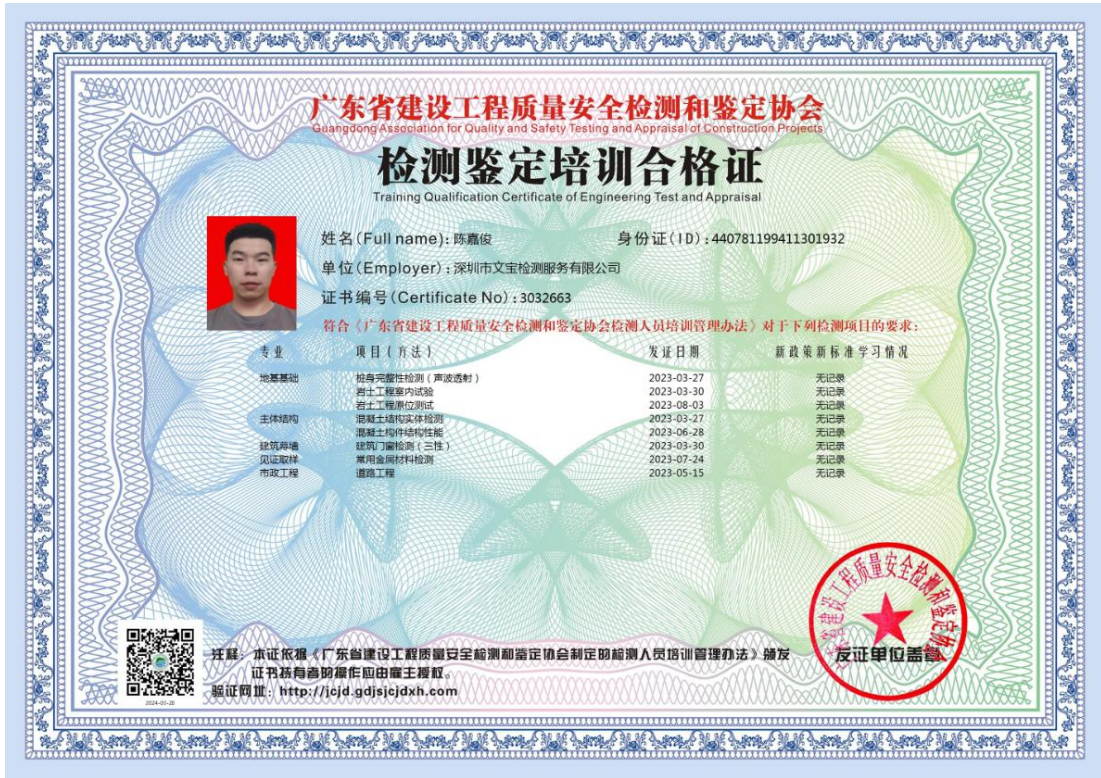 广东省建设工程质量安全检测和鉴定协会
Guangdong Association for Quality and Safety Testing and Appraisal of Construction Projects
检测鉴定培训合格证
Training Qualification Certificate of Engineering Test and Appraisal
姓名(Full name): 陈嘉俊 身份证(ID): 440781199411301932
单位(Employer): 深圳市文宝检测服务有限公司
证书编号(Certificate No): 3032663
符合《广东省建设工程质量安全检测和鉴定协会检测人员培训管理办法》对于下列检测项目的要求:
专业 项目(方法) 发证日期 新政策新标准学习情况
地基基础 桩身完整性检测(声波透射) 2023-03-27 无记录
岩土工程室内试验 2023-03-30 无记录
岩土工程原位测试 2023-08-03 无记录
主体结构 混凝土结构实体检测 2023-03-27 无记录
混凝土构件结构性能 2023-06-28 无记录
建筑幕墙 建筑门窗检测(三性) 2023-03-30 无记录
见证取样 常用金属材料检测 2023-07-24 无记录
市政工程 道路工程 2023-05-15 无记录
广东省建设工程质量安全检测和鉴定协会
发证单位盖章
注释: 本证依据《广东省建设工程质量安全检测和鉴定协会制定的检测人员培训管理办法》颁发
证书持有者的操作应由雇主授权。
验证网址: http://jcjd.gdjsjcjdxh.com